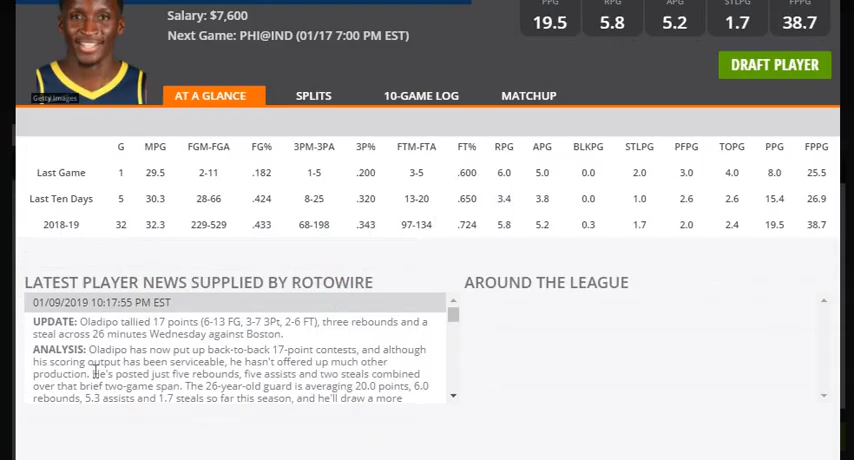 Salary: $7,600
Next Game: PHI@IND (01/17 7:00 PM EST)
PPG RPG APG STLPG FPPG
19.5 5.8 5.2 1.7 38.7
DRAFT PLAYER
Getty Images
AT A GLANCE SPLITS 10-GAME LOG MATCHUP
G MPG FGM-FGA FG% 3PM-3PA 3P% FTM-FTA FT% RPG APG BLKPG STLPG PFPG TOPG PPG FPPG
Last Game 1 29.5 2-11 .182 1-5 .200 3-5 .600 6.0 5.0 0.0 2.0 3.0 4.0 8.0 25.5
Last Ten Days 5 30.3 28-66 .424 8-25 .320 13-20 .650 3.4 3.8 0.0 1.0 2.6 2.6 15.4 26.9
2018-19 32 32.3 229-529 .433 68-198 .343 97-134 .724 5.8 5.2 0.3 1.7 2.0 2.4 19.5 38.7
LATEST PLAYER NEWS SUPPLIED BY ROTOWIRE
01/09/2019 10:17:55 PM EST
UPDATE: Oladipo tallied 17 points (6-13 FG, 3-7 3Pt, 2-6 FT), three rebounds and a
steal across 26 minutes Wednesday against Boston.
ANALYSIS: Oladipo has now put up back-to-back 17-point contests, and although
his scoring output has been serviceable, he hasn't offered up much other
production. He's posted just five rebounds, five assists and two steals combined
over that brief two-game span. The 26-year-old guard is averaging 20.0 points, 6.0
rebounds, 5.3 assists and 1.7 steals so far this season, and he'll draw a more
AROUND THE LEAGUE